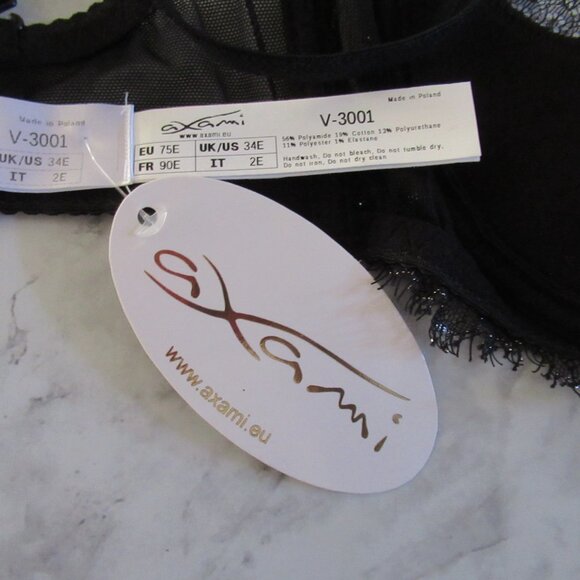 Made in Poland
V-3001
UK/US 34E
IT 2E
axami
www.axami.eu
EU 75E UK/US 34E
FR 90E IT 2E
Made in Poland
V-3001
56% Polyamide 19% Cotton 13% Polyurethane
11% Polyester 1% Elastane
Handwash, Do not bleach, Do not tumble dry,
Do not iron, Do not dry clean
axami
www.axami.eu